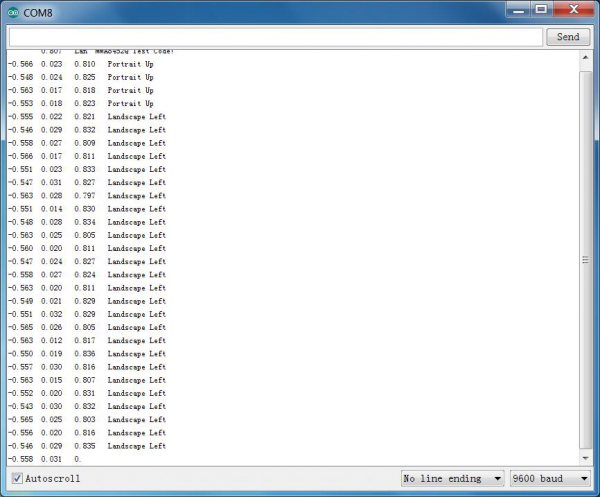 COM8
Send
0.807 Lan MMA8452Q Test Code!
-0.566 0.023 0.810 Portrait Up
-0.548 0.024 0.825 Portrait Up
-0.563 0.017 0.818 Portrait Up
-0.553 0.018 0.823 Portrait Up
-0.555 0.022 0.821 Landscape Left
-0.546 0.029 0.832 Landscape Left
-0.558 0.027 0.809 Landscape Left
-0.566 0.017 0.811 Landscape Left
-0.551 0.023 0.833 Landscape Left
-0.547 0.031 0.827 Landscape Left
-0.563 0.028 0.797 Landscape Left
-0.551 0.014 0.830 Landscape Left
-0.548 0.028 0.834 Landscape Left
-0.563 0.025 0.805 Landscape Left
-0.560 0.020 0.811 Landscape Left
-0.547 0.024 0.827 Landscape Left
-0.558 0.027 0.824 Landscape Left
-0.563 0.020 0.811 Landscape Left
-0.549 0.021 0.829 Landscape Left
-0.551 0.032 0.829 Landscape Left
-0.565 0.026 0.805 Landscape Left
-0.563 0.012 0.817 Landscape Left
-0.550 0.019 0.836 Landscape Left
-0.557 0.030 0.816 Landscape Left
-0.563 0.015 0.807 Landscape Left
-0.552 0.020 0.831 Landscape Left
-0.543 0.030 0.832 Landscape Left
-0.565 0.025 0.803 Landscape Left
-0.556 0.020 0.816 Landscape Left
-0.546 0.029 0.835 Landscape Left
-0.558 0.031 0.
Autoscroll
No line ending
9600 baud